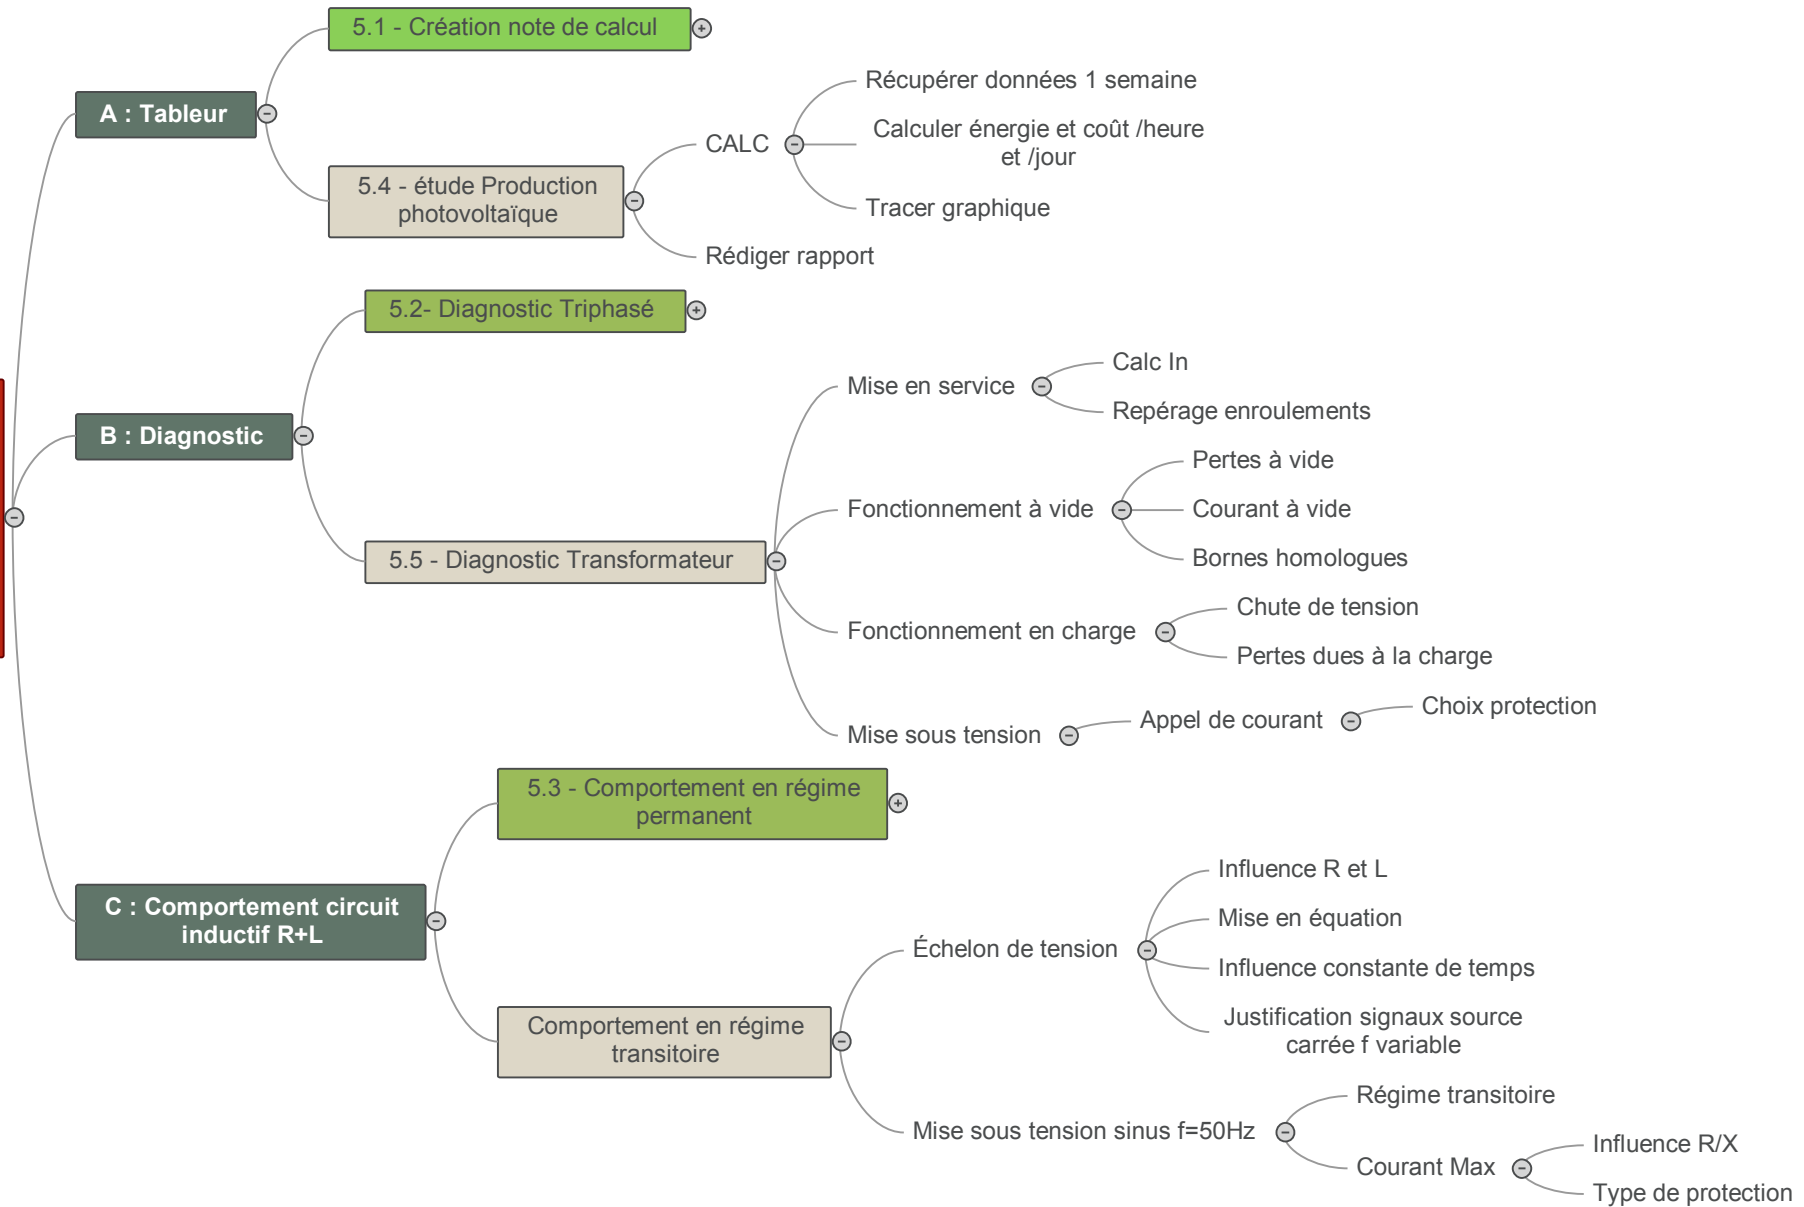 A : Tableur
5.1 - Création note de calcul
5.4 - étude Production
photovoltaïque
CALC
Récupérer données 1 semaine
Calculer énergie et coût /heure
et /jour
Tracer graphique
Rédiger rapport
B : Diagnostic
5.2- Diagnostic Triphasé
5.5 - Diagnostic Transformateur
Mise en service
Calc In
Repérage enroulements
Fonctionnement à vide
Pertes à vide
Courant à vide
Bornes homologues
Fonctionnement en charge
Chute de tension
Pertes dues à la charge
Mise sous tension
Appel de courant
Choix protection
C : Comportement circuit
inductif R+L
5.3 - Comportement en régime
permanent
Comportement en régime
transitoire
Échelon de tension
Influence R et L
Mise en équation
Influence constante de temps
Justification signaux source
carrée f variable
Mise sous tension sinus f=50Hz
Régime transitoire
Courant Max
Influence R/X
Type de protection